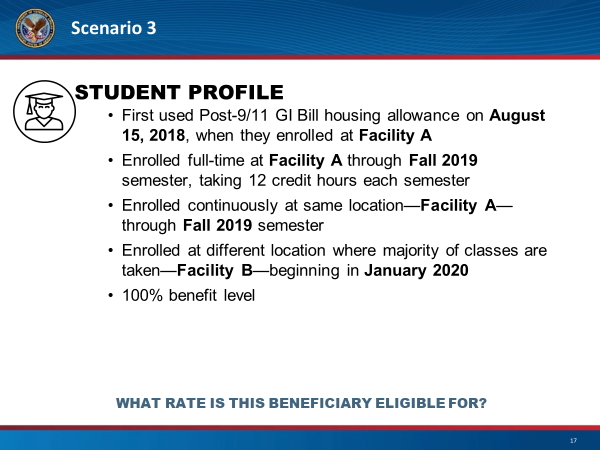 Scenario 3
STUDENT PROFILE
• First used Post-9/11 GI Bill housing allowance on August
15, 2018, when they enrolled at Facility A
• Enrolled full-time at Facility A through Fall 2019
semester, taking 12 credit hours each semester
• Enrolled continuously at same location—Facility A—
through Fall 2019 semester
• Enrolled at different location where majority of classes are
taken—Facility B—beginning in January 2020
• 100% benefit level
WHAT RATE IS THIS BENEFICIARY ELIGIBLE FOR?
17